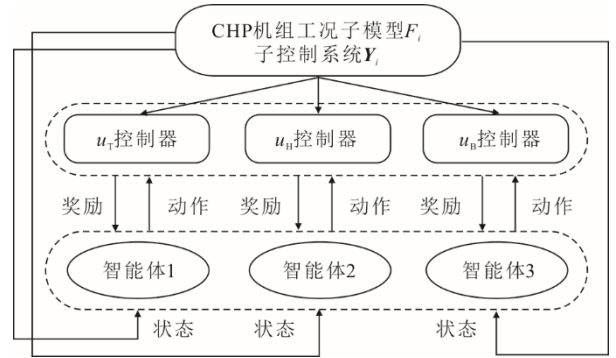 CHP机组工况子模型Fᵢ
子控制系统Yᵢ
u_T控制器 u_H控制器 u_B控制器
奖励 动作 奖励 动作 奖励 动作
智能体1 智能体2 智能体3
状态 状态 状态